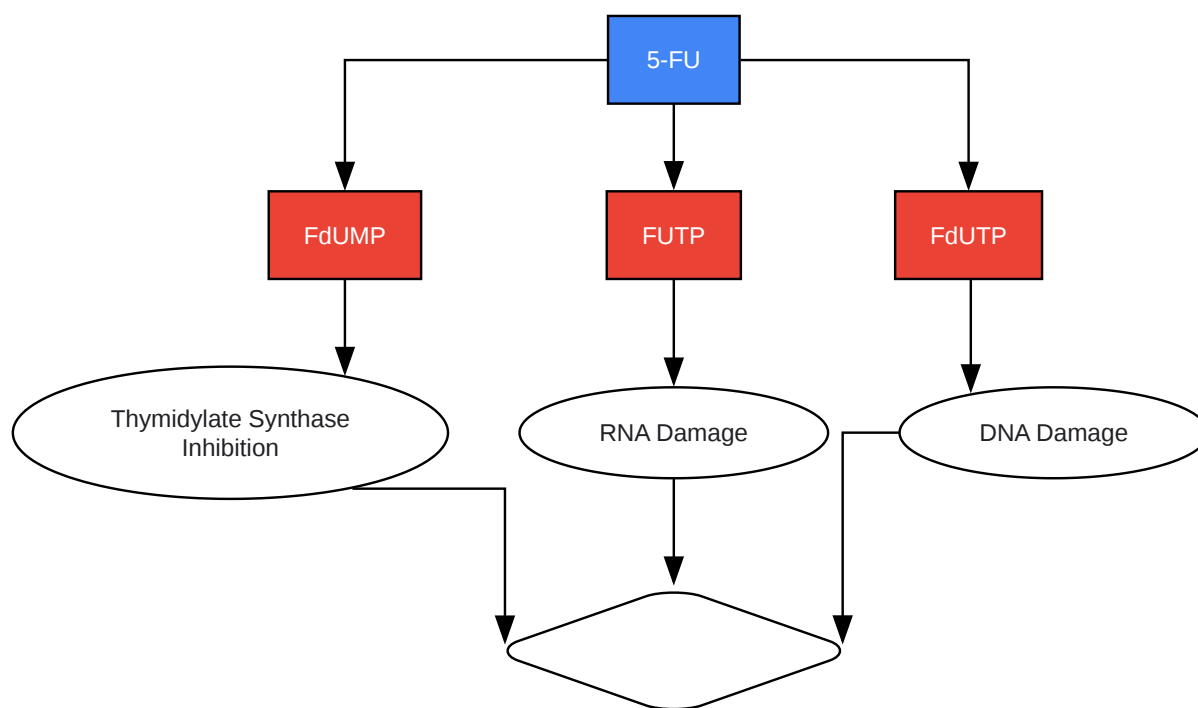 5-FU
FdUMP
FUTP
FdUTP
Thymidylate Synthase
Inhibition
RNA Damage
DNA Damage